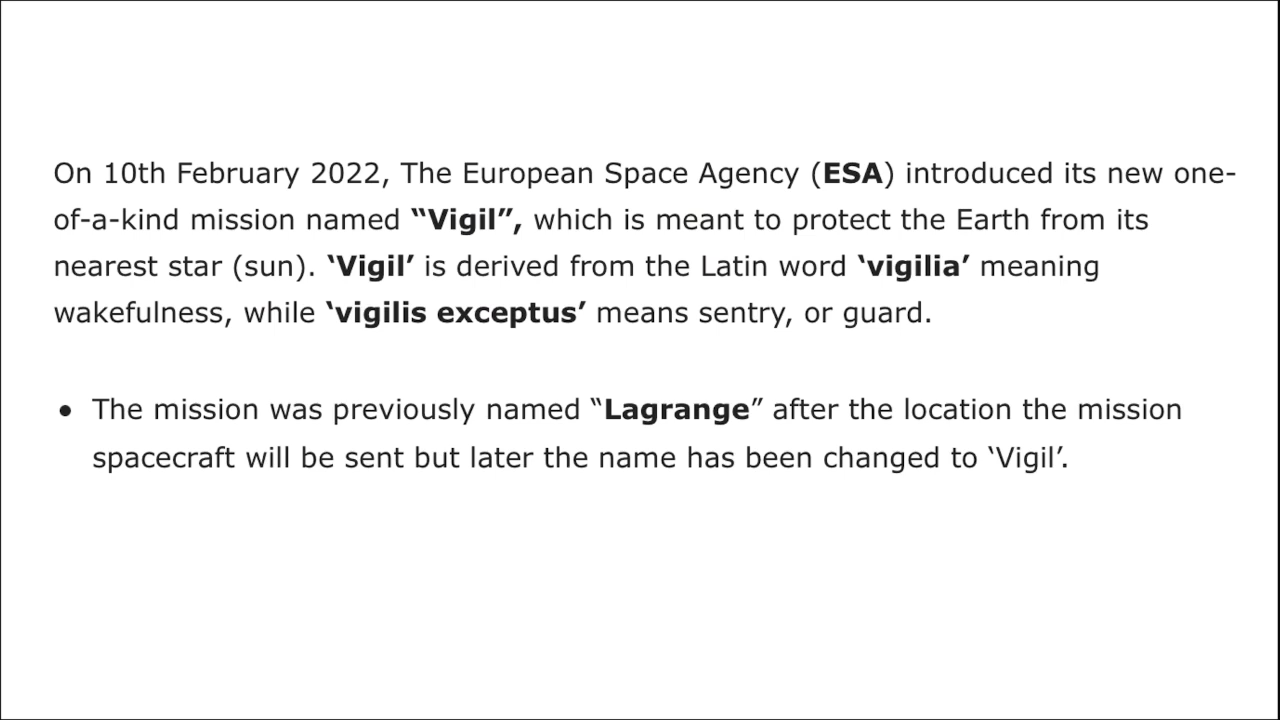 On 10th February 2022, The European Space Agency (ESA) introduced its new one-
of-a-kind mission named “Vigil”, which is meant to protect the Earth from its
nearest star (sun). ‘Vigil’ is derived from the Latin word ‘vigilia’ meaning
wakefulness, while ‘vigilis exceptus’ means sentry, or guard.
● The mission was previously named “Lagrange” after the location the mission
spacecraft will be sent but later the name has been changed to ‘Vigil’.